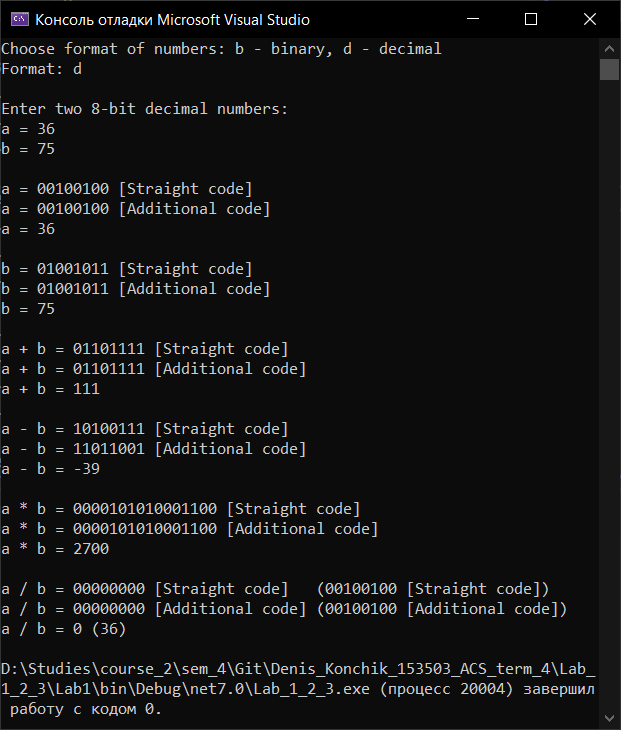 Консоль отладки Microsoft Visual Studio
Choose format of numbers: b - binary, d - decimal
Format: d
Enter two 8-bit decimal numbers:
a = 36
b = 75
a = 00100100 [Straight code]
a = 00100100 [Additional code]
a = 36
b = 01001011 [Straight code]
b = 01001011 [Additional code]
b = 75
a + b = 01101111 [Straight code]
a + b = 01101111 [Additional code]
a + b = 111
a - b = 10100111 [Straight code]
a - b = 11011001 [Additional code]
a - b = -39
a * b = 0000101010001100 [Straight code]
a * b = 0000101010001100 [Additional code]
a * b = 2700
a / b = 00000000 [Straight code]   (00100100 [Straight code])
a / b = 00000000 [Additional code] (00100100 [Additional code])
a / b = 0 (36)
D:\Studies\course_2\sem_4\Git\Denis_Konchik_153503_ACS_term_4\Lab_
1_2_3\Lab1\bin\Debug\net7.0\Lab_1_2_3.exe (процесс 20004) завершил
работу с кодом 0.